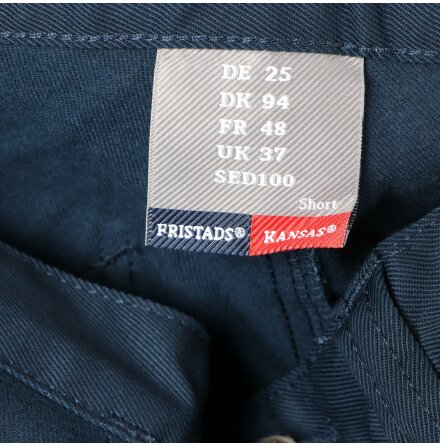 DE 25
DK 94
FR 48
UK 37
SED100
Short
FRISTADS® KANSAS®